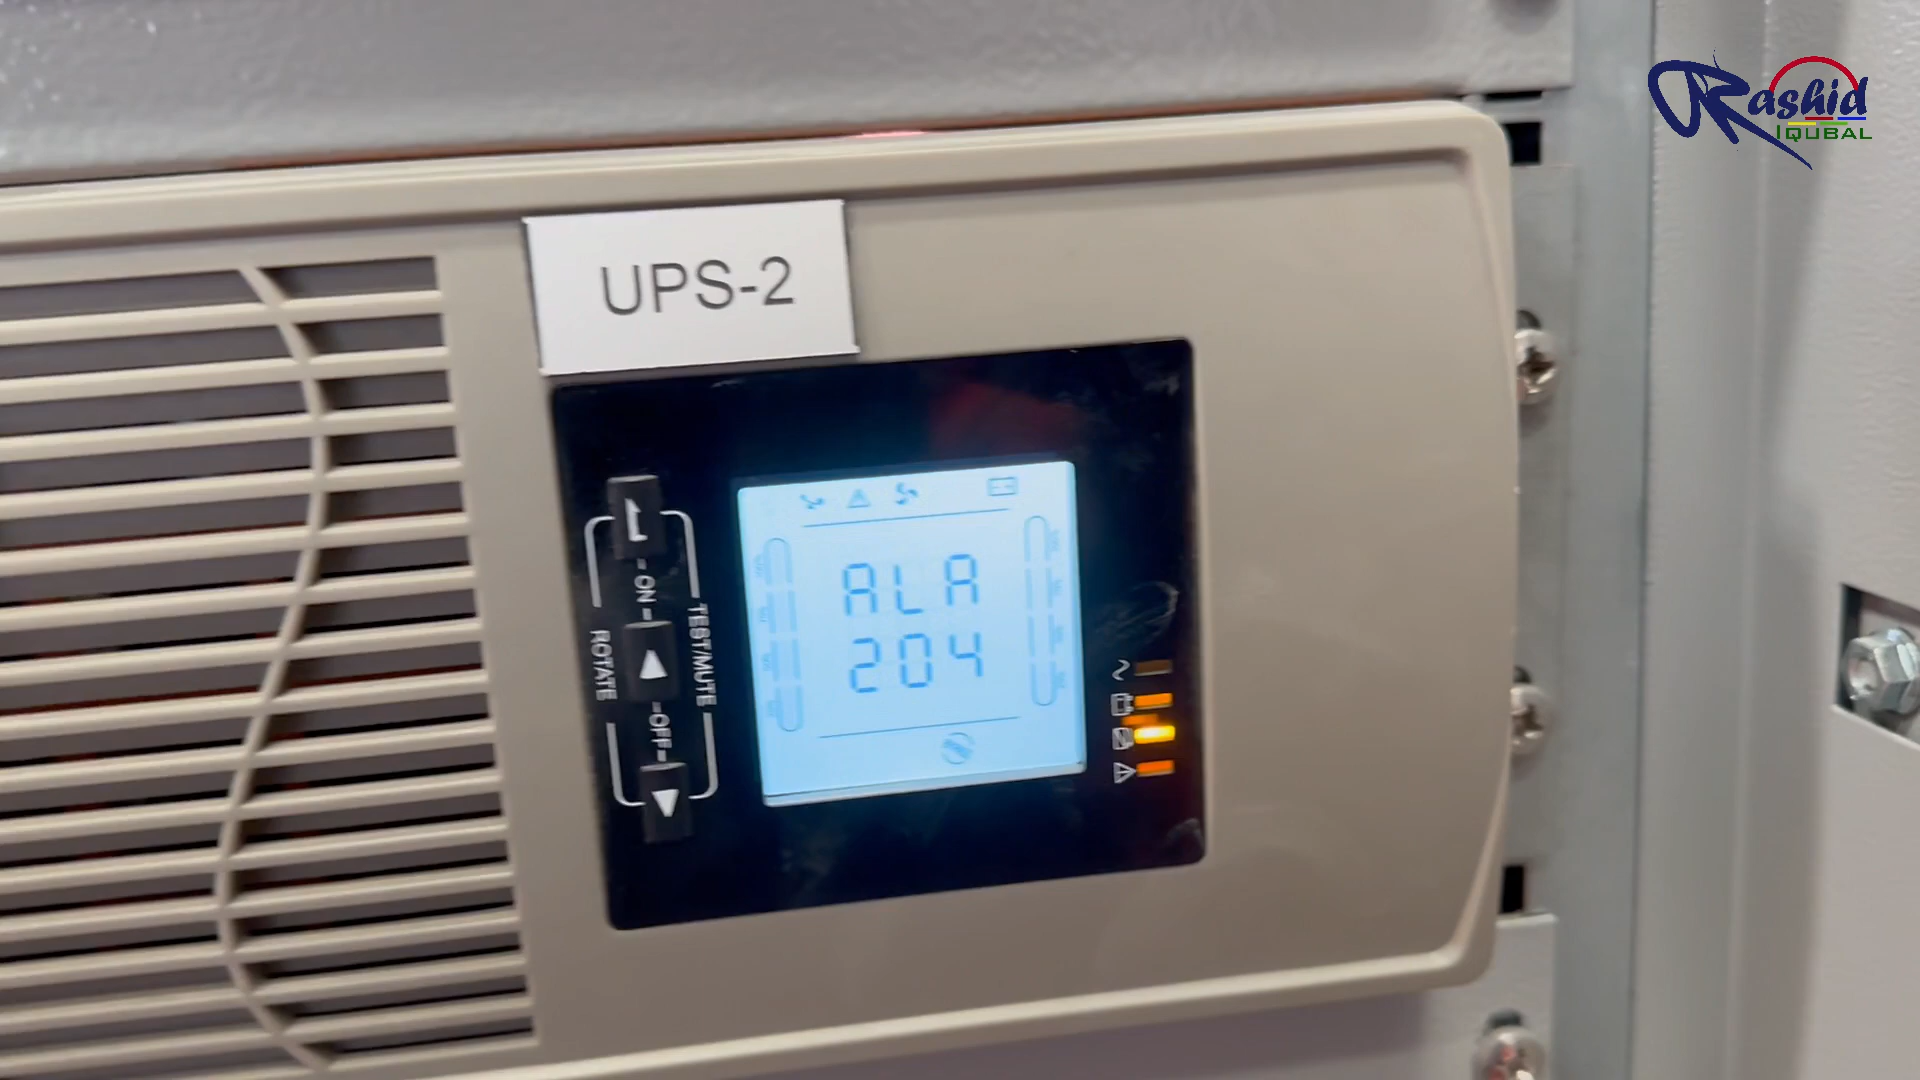 Rashid
IQUBAL
UPS-2
ALA
204
ON
OFF
ROTATE
TEST/MUTE